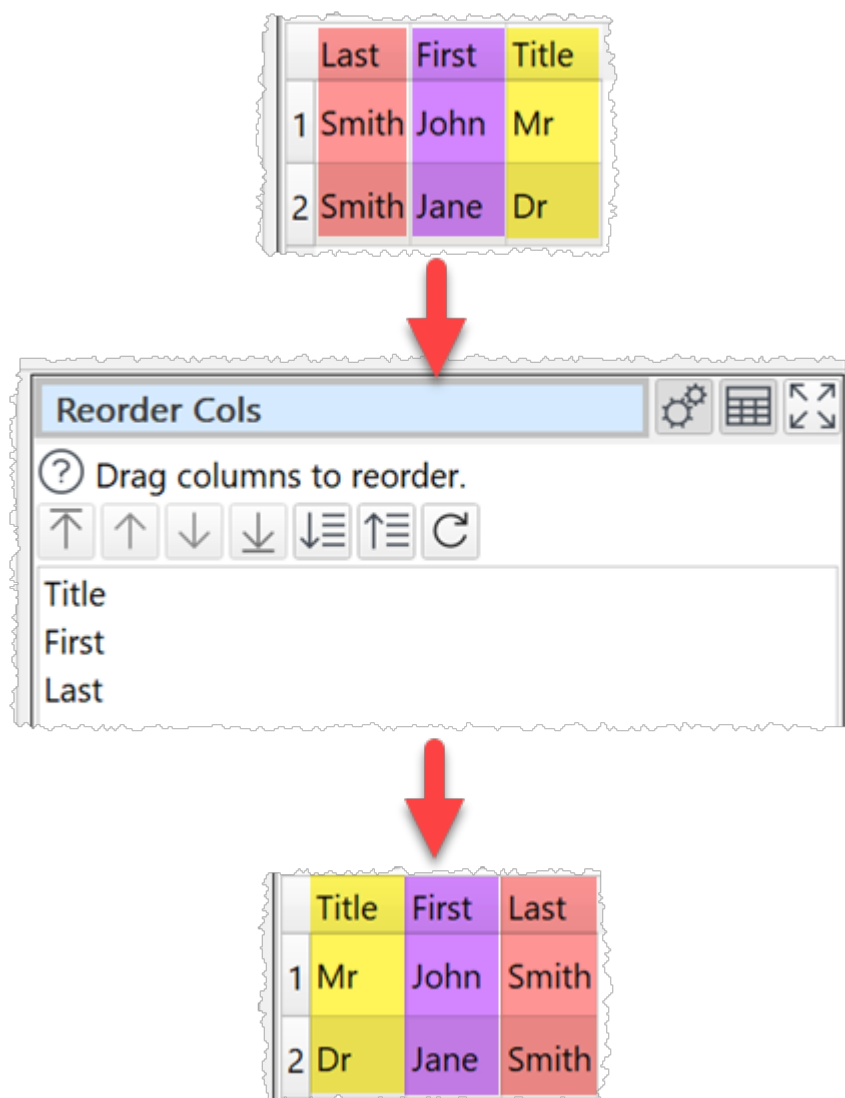 Last First Title
1 Smith John Mr
2 Smith Jane Dr
Reorder Cols
? Drag columns to reorder.
Title
First
Last
Title First Last
1 Mr John Smith
2 Dr Jane Smith